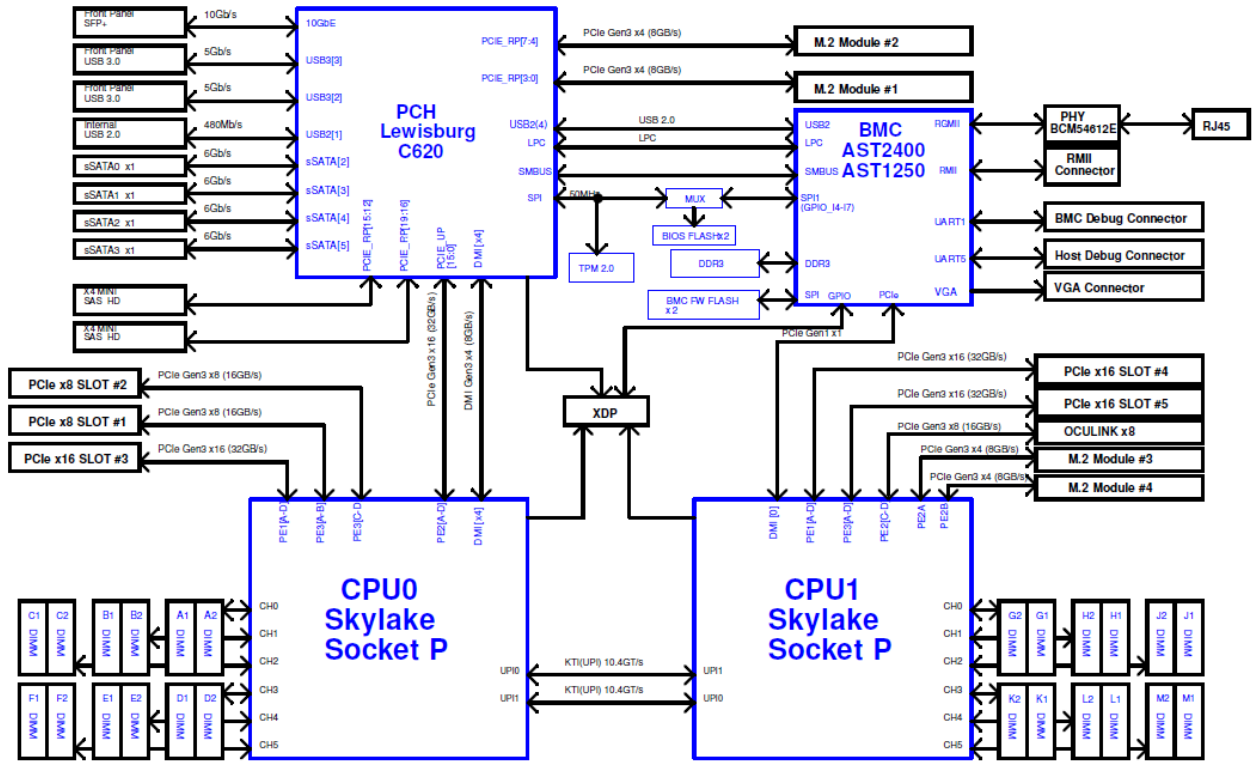 Front Panel
SFP+
10Gb/s
Front Panel
USB 3.0
5Gb/s
Front Panel
USB 3.0
5Gb/s
Internal
USB 2.0
480Mb/s
sSATA0 x1
6Gb/s
sSATA1 x1
6Gb/s
sSATA2 x1
6Gb/s
sSATA3 x1
6Gb/s
X4 MINI
SAS HD
X4 MINI
SAS HD
10GbE
USB3[3]
USB3[2]
USB2[1]
sSATA[2]
sSATA[3]
sSATA[4]
sSATA[5]
PCH
Lewisburg
C620
PCIE_RP[7:4]
PCIE_RP[3:0]
USB2(4)
LPC
SMBUS
SPI
PCIE_RP[15:12]
PCIE_RP[19:16]
PCIE_UP
[15:0]
DMI [x4]
PCIe Gen3 x4 (8GB/s)
M.2 Module #2
PCIe Gen3 x4 (8GB/s)
M.2 Module #1
USB 2.0
LPC
50MHz
MUX
BIOS FLASHx2
TPM 2.0
DDR3
BMC FW FLASH
x 2
USB2
LPC
SMBUS
SPI1
(GPIO_I4-I7)
DDR3
SPI
GPIO
PCIe
BMC
AST2400
AST1250
RGMII
RMII
UART1
UART5
VGA
PHY
BCM54612E
RJ45
RMII
Connector
BMC Debug Connector
Host Debug Connector
VGA Connector
PCIe Gen1 x1
PCIe Gen3 x16 (32GB/s)
DMI Gen3 x4 (8GB/s)
PCIe x8 SLOT #2
PCIe Gen3 x8 (16GB/s)
PCIe x8 SLOT #1
PCIe Gen3 x8 (16GB/s)
PCIe x16 SLOT #3
PCIe Gen3 x16 (32GB/s)
XDP
PCIe Gen3 x16 (32GB/s)
PCIe x16 SLOT #4
PCIe Gen3 x16 (32GB/s)
PCIe x16 SLOT #5
PCIe Gen3 x8 (16GB/s)
OCULINK x8
PCIe Gen3 x4 (8GB/s)
M.2 Module #3
PCIe Gen3 x4 (8GB/s)
M.2 Module #4
PE1[A-D]
PE3[A-B]
PE3[C-D]
PE2[A-D]
DMI [x4]
CPU0
Skylake
Socket P
CH0
CH1
CH2
CH3
CH4
CH5
UPI0
UPI1
KTI(UPI) 10.4GT/s
KTI(UPI) 10.4GT/s
DMI [0]
PE1[A-D]
PE3[A-D]
PE2[C-D]
PE2A
PE2B
CPU1
Skylake
Socket P
UPI1
UPI0
CH0
CH1
CH2
CH3
CH4
CH5
C1 DIMM
C2 DIMM
B1 DIMM
B2 DIMM
A1 DIMM
A2 DIMM
F1 DIMM
F2 DIMM
E1 DIMM
E2 DIMM
D1 DIMM
D2 DIMM
G2 DIMM
G1 DIMM
H2 DIMM
H1 DIMM
J2 DIMM
J1 DIMM
K2 DIMM
K1 DIMM
L2 DIMM
L1 DIMM
M2 DIMM
M1 DIMM